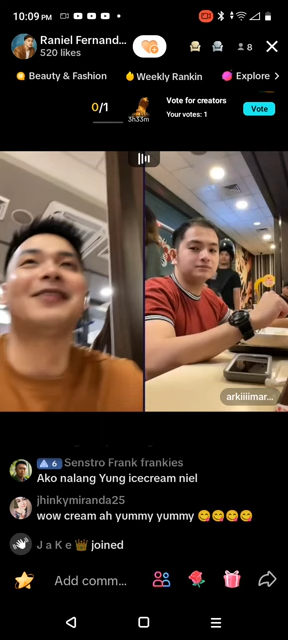 10:09 PM
Raniel Fernand...
520 likes
8
Beauty & Fashion
Weekly Rankin
Explore >
0/1
3h33m
Vote for creators
Your votes: 1
Vote
arkiiiimar...
6 Senstro Frank frankies
Ako nalang Yung icecream niel
jhinkymiranda25
wow cream ah yummy yummy 😋😋😋😋
J a K e 👑 joined
Add comm...